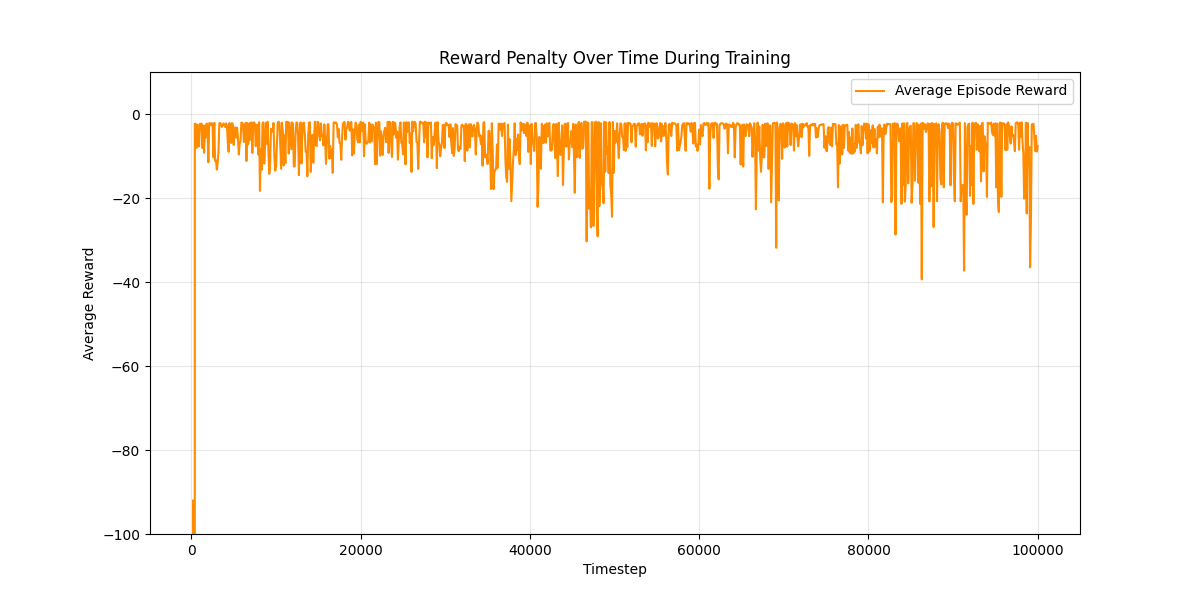 Reward Penalty Over Time During Training
Average Episode Reward
0
−20
−40
−60
−80
−100
Average Reward
0 20000 40000 60000 80000 100000
Timestep